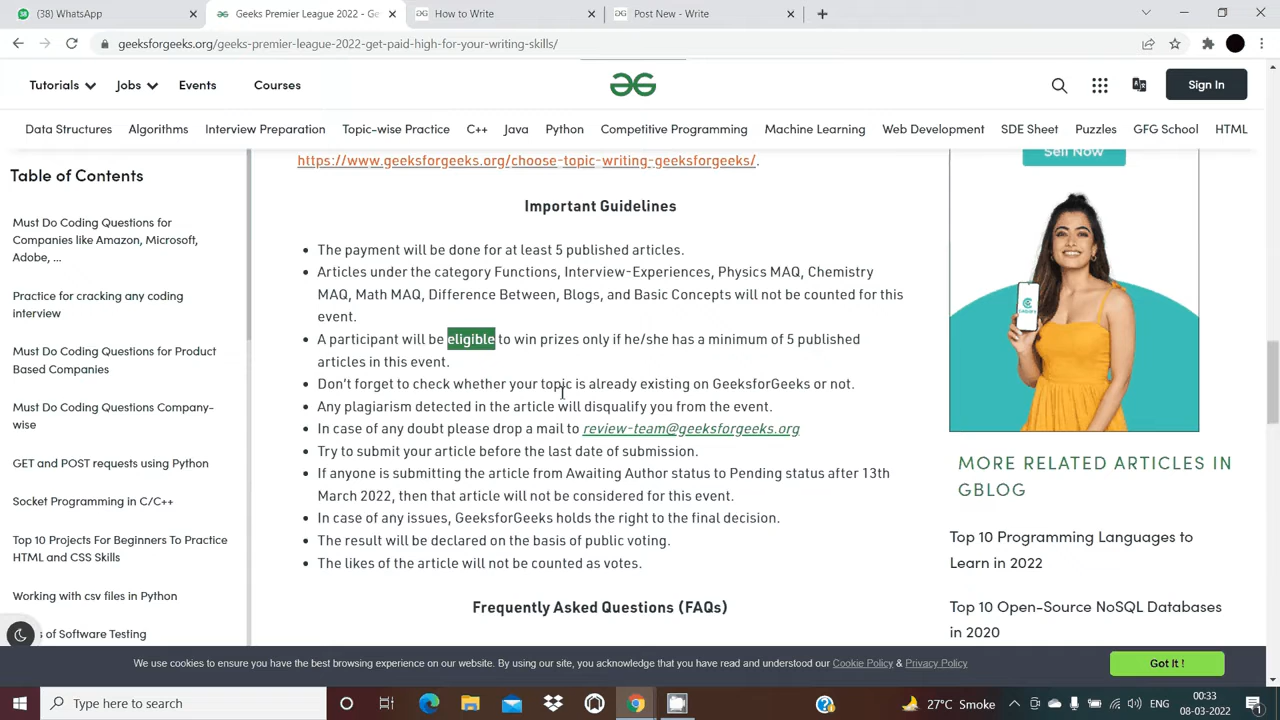 (38) WhatsApp
Geeks Premier League 2022 - Ge
How to Write
Post New - Write
geeksforgeeks.org/geeks-premier-league-2022-get-paid-high-for-your-writing-skills/
Tutorials Jobs Events Courses
Sign In
Data Structures Algorithms Interview Preparation Topic-wise Practice C++ Java Python Competitive Programming Machine Learning Web Development SDE Sheet Puzzles GFG School HTML
Table of Contents
Must Do Coding Questions for
Companies like Amazon, Microsoft,
Adobe, ...
Practice for cracking any coding
interview
Must Do Coding Questions for Product
Based Companies
Must Do Coding Questions Company-
wise
GET and POST requests using Python
Socket Programming in C/C++
Top 10 Projects For Beginners To Practice
HTML and CSS Skills
Working with csv files in Python
s of Software Testing
https://www.geeksforgeeks.org/choose-topic-writing-geeksforgeeks/.
Important Guidelines
The payment will be done for at least 5 published articles.
Articles under the category Functions, Interview-Experiences, Physics MAQ, Chemistry
MAQ, Math MAQ, Difference Between, Blogs, and Basic Concepts will not be counted for this
event.
A participant will be eligible to win prizes only if he/she has a minimum of 5 published
articles in this event.
Don't forget to check whether your topic is already existing on GeeksforGeeks or not.
Any plagiarism detected in the article will disqualify you from the event.
In case of any doubt please drop a mail to review-team@geeksforgeeks.org
Try to submit your article before the last date of submission.
If anyone is submitting the article from Awaiting Author status to Pending status after 13th
March 2022, then that article will not be considered for this event.
In case of any issues, GeeksforGeeks holds the right to the final decision.
The result will be declared on the basis of public voting.
The likes of the article will not be counted as votes.
Frequently Asked Questions (FAQs)
Sell Now
MORE RELATED ARTICLES IN
GBLOG
Top 10 Programming Languages to
Learn in 2022
Top 10 Open-Source NoSQL Databases
in 2020
We use cookies to ensure you have the best browsing experience on our website. By using our site, you acknowledge that you have read and understood our Cookie Policy & Privacy Policy
Got It !
Type here to search
27°C Smoke
ENG
00:33
08-03-2022
1